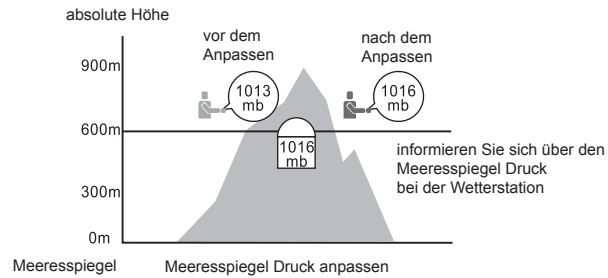 absolute Höhe
vor dem
Anpassen
nach dem
Anpassen
900m
1013
mb
1016
mb
600m
1016
mb
informieren Sie sich über den
Meeresspiegel Druck
bei der Wetterstation
300m
0m
Meeresspiegel
Meeresspiegel Druck anpassen